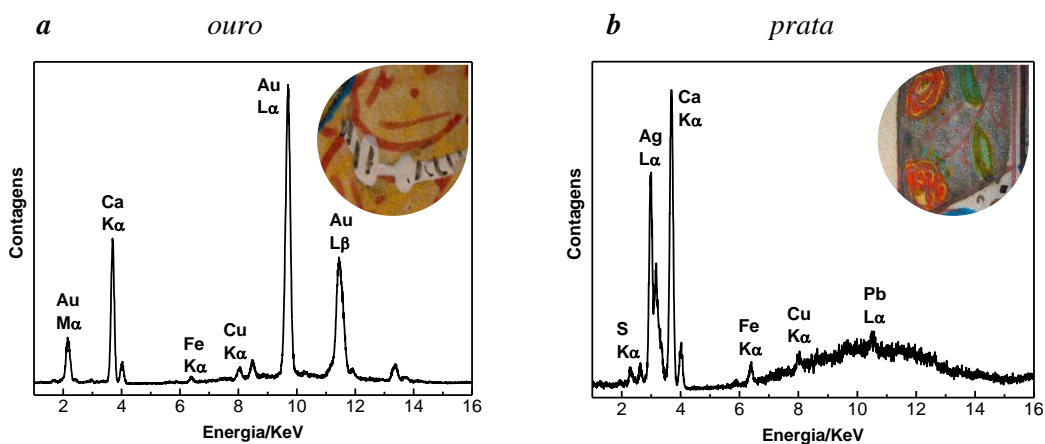 a ouro
Contagens
Au
Mα
Ca
Kα
Fe
Kα
Cu
Kα
Au
Lα
Au
Lβ
2 4 6 8 10 12 14 16
Energia/KeV
b prata
Contagens
S
Kα
Ag
Lα
Ca
Kα
Fe
Kα
Cu
Kα
Pb
Lα
2 4 6 8 10 12 14 16
Energia/KeV